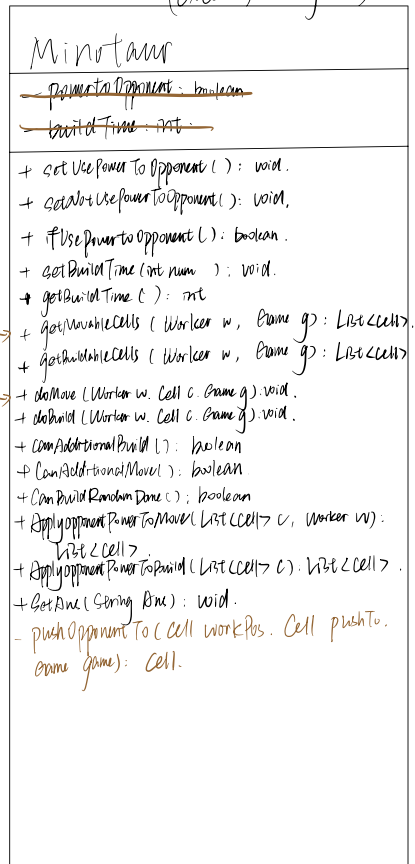 Minotaur
- powertoOpponent : boolean
- buildTime : int
+ setUsePowerToOpponent ( ) : void.
+ setNotUsePowerToOpponent ( ) : void.
+ ifUsePowertoOpponent ( ) : boolean.
+ setBuildTime (int num ) : void.
+ getBuildTime ( ) : int
+ getMovableCells ( Worker w, Game g) : List<Cell>.
+ getBuildableCells ( Worker w, Game g) : List<Cell>
+ doMove (Worker w. Cell c. Game g) : void.
+ doBuild (Worker w. Cell c. Game g) : void.
+ CanAdditionalBuild ( ) : boolean
+ CanAdditionalMove ( ) : boolean
+ CanBuildRandomDome ( ) ; boolean
+ ApplyopponentPowerToMove (List<Cell> c, Worker w) :
List<Cell>
+ ApplyopponentPowerToBuild (List<Cell> c) : List<Cell> .
+ : void.
- pushOpponentTo ( Cell workPos. Cell pushTo.
Game game) : Cell.